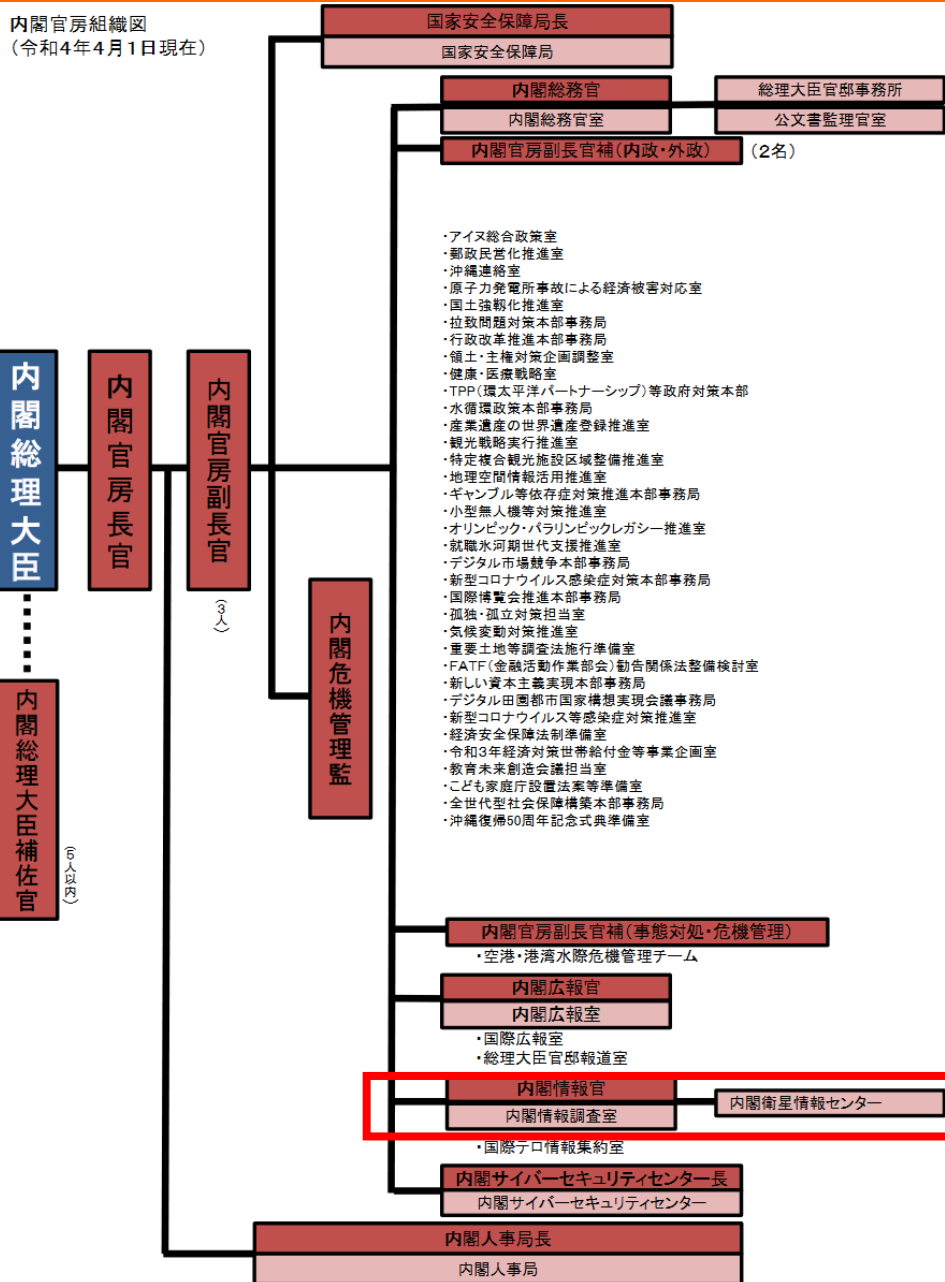 内閣官房組織図
(令和4年4月1日現在)
国家安全保障局長
国家安全保障局
内閣総務官
内閣総務官室
総理大臣官邸事務所
公文書監理官室
内閣官房副長官補(内政・外政)
(2名)
・アイヌ総合政策室
・郵政民営化推進室
・沖縄連絡室
・原子力発電所事故による経済被害対応室
・国土強靱化推進室
・拉致問題対策本部事務局
・行政改革推進本部事務局
・領土・主権対策企画調整室
・健康・医療戦略室
・TPP(環太平洋パートナーシップ)等政府対策本部
・水循環政策本部事務局
・産業遺産の世界遺産登録推進室
・観光戦略実行推進室
・特定複合観光施設区域整備推進室
・地理空間情報活用推進室
・ギャンブル等依存症対策推進本部事務局
・小型無人機等対策推進室
・オリンピック・パラリンピックレガシー推進室
・就職氷河期世代支援推進室
・デジタル市場競争本部事務局
・新型コロナウイルス感染症対策本部事務局
・国際博覧会推進本部事務局
・孤独・孤立対策担当室
・気候変動対策推進室
・重要土地等調査法施行準備室
・FATF(金融活動作業部会)勧告関係法整備検討室
・新しい資本主義実現本部事務局
・デジタル田園都市国家構想実現会議事務局
・新型コロナウイルス等感染症対策推進室
・経済安全保障法制準備室
・令和3年経済対策世帯給付金等事業企画室
・教育未来創造会議担当室
・こども家庭庁設置法案等準備室
・全世代型社会保障構築本部事務局
・沖縄復帰50周年記念式典準備室
内閣総理大臣
内閣官房長官
内閣官房副長官
(3人)
内閣危機管理監
内閣総理大臣補佐官
(5人以内)
内閣官房副長官補(事態対処・危機管理)
・空港・港湾水際危機管理チーム
内閣広報官
内閣広報室
・国際広報室
・総理大臣官邸報道室
内閣情報官
内閣情報調査室
内閣衛星情報センター
・国際テロ情報集約室
内閣サイバーセキュリティセンター長
内閣サイバーセキュリティセンター
内閣人事局長
内閣人事局